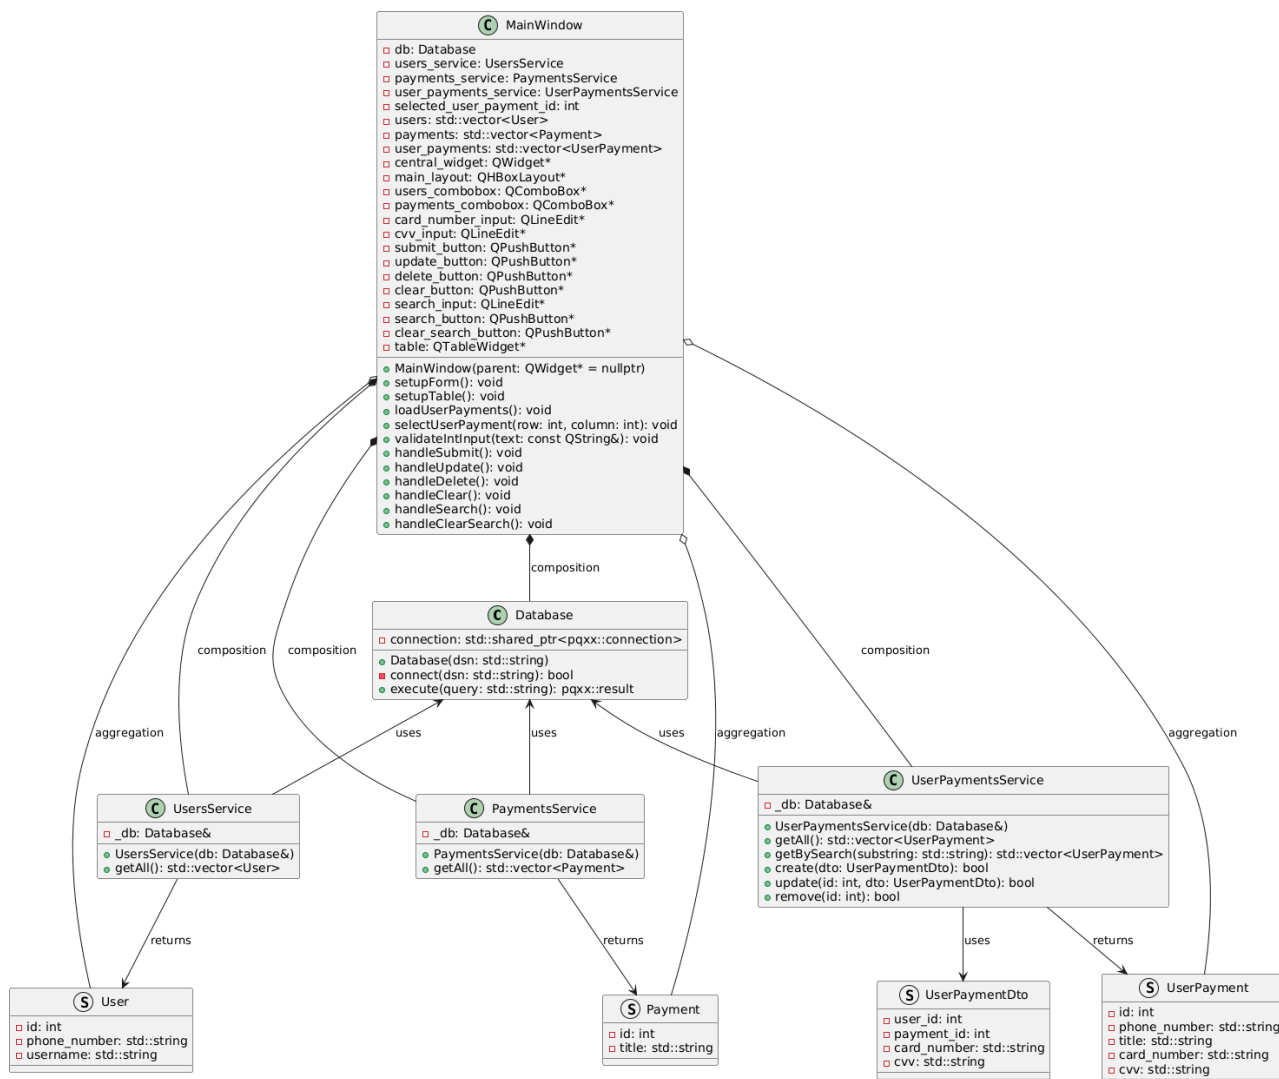 C MainWindow
db: Database
users_service: UsersService
payments_service: PaymentsService
user_payments_service: UserPaymentsService
selected_user_payment_id: int
users: std::vector<User>
payments: std::vector<Payment>
user_payments: std::vector<UserPayment>
central_widget: QWidget*
main_layout: QHBoxLayout*
users_combobox: QComboBox*
payments_combobox: QComboBox*
card_number_input: QLineEdit*
cvv_input: QLineEdit*
submit_button: QPushButton*
update_button: QPushButton*
delete_button: QPushButton*
clear_button: QPushButton*
search_input: QLineEdit*
search_button: QPushButton*
clear_search_button: QPushButton*
table: QTableWidget*
MainWindow(parent: QWidget* = nullptr)
setupForm(): void
setupTable(): void
loadUserPayments(): void
selectUserPayment(row: int, column: int): void
validateIntInput(text: const QString&): void
handleSubmit(): void
handleUpdate(): void
handleDelete(): void
handleClear(): void
handleSearch(): void
handleClearSearch(): void
composition
C Database
connection: std::shared_ptr<pqxx::connection>
Database(dsn: std::string)
connect(dsn: std::string): bool
execute(query: std::string): pqxx::result
composition
composition
composition
aggregation
uses
uses
uses
aggregation
aggregation
C UsersService
_db: Database&
UsersService(db: Database&)
getAll(): std::vector<User>
C PaymentsService
_db: Database&
PaymentsService(db: Database&)
getAll(): std::vector<Payment>
C UserPaymentsService
_db: Database&
UserPaymentsService(db: Database&)
getAll(): std::vector<UserPayment>
getBySearch(substring: std::string): std::vector<UserPayment>
create(dto: UserPaymentDto): bool
update(id: int, dto: UserPaymentDto): bool
remove(id: int): bool
returns
returns
uses
returns
S User
id: int
phone_number: std::string
username: std::string
S Payment
id: int
title: std::string
S UserPaymentDto
user_id: int
payment_id: int
card_number: std::string
cvv: std::string
S UserPayment
id: int
phone_number: std::string
title: std::string
card_number: std::string
cvv: std::string